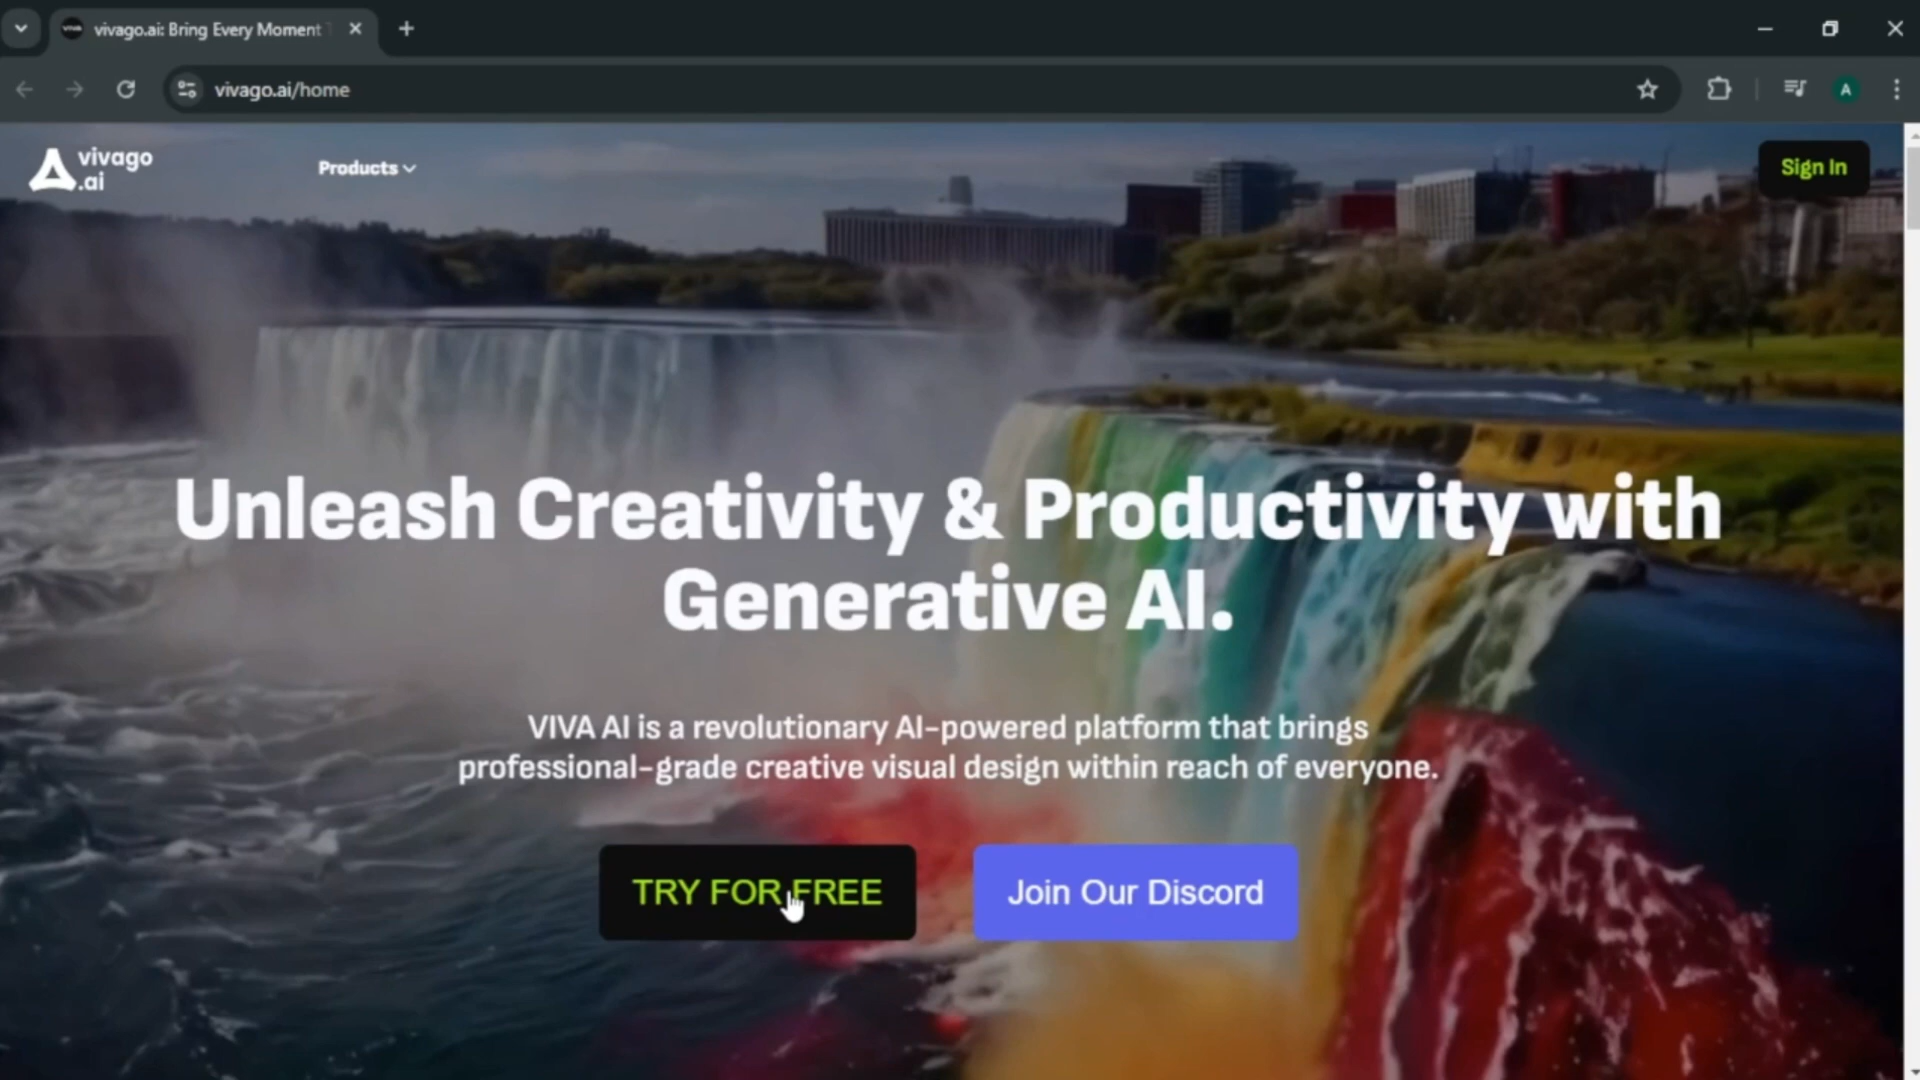 vivago.ai: Bring Every Moment
vivago.ai/home
A
vivago
.ai
Products
Sign In
Unleash Creativity & Productivity with
Generative AI.
VIVA AI is a revolutionary AI-powered platform that brings
professional-grade creative visual design within reach of everyone.
TRY FOR FREE
Join Our Discord